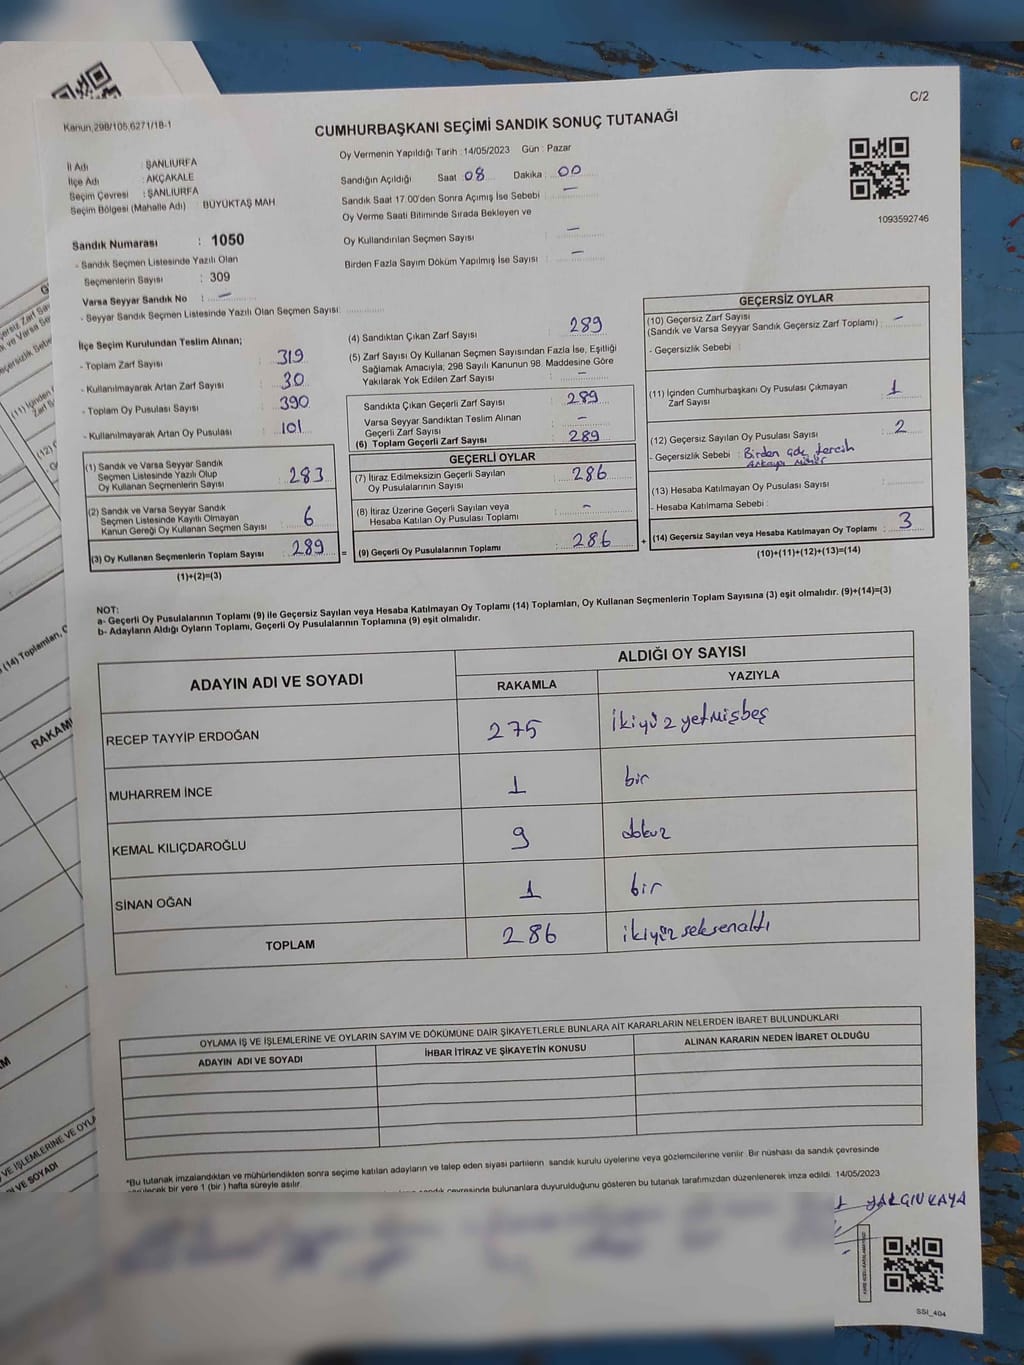 C/2
Kanun,298/105,6271/18-1
CUMHURBAŞKANI SEÇİMİ SANDIK SONUÇ TUTANAĞI
Oy Vermenin Yapıldığı Tarih :14/05/2023 Gün : Pazar
1093592746
İl Adı : ŞANLIURFA
İlçe Adı : AKÇAKALE
Seçim Çevresi : ŞANLIURFA
Seçim Bölgesi (Mahalle Adı) : BÜYÜKTAŞ MAH
Sandık Numarası : 1050
- Sandık Seçmen Listesinde Yazılı Olan
Seçmenlerin Sayısı : 309
Varsa Seyyar Sandık No : –
- Seyyar Sandık Seçmen Listesinde Yazılı Olan Seçmen Sayısı:
Sandığın Açıldığı Saat 08 Dakika 00
Sandık Saat 17.00'den Sonra Açımış İse Sebebi : –
Oy Verme Saati Bitiminde Sırada Bekleyen ve
Oy Kullandırılan Seçmen Sayısı : –
Birden Fazla Sayım Döküm Yapılmış İse Sayısı : –
İlçe Seçim Kurulundan Teslim Alınan;
- Toplam Zarf Sayısı : 319
- Kullanılmayarak Artan Zarf Sayısı : 30
- Toplam Oy Pusulası Sayısı : 390
- Kullanılmayarak Artan Oy Pusulası : 101
(1) Sandık ve Varsa Seyyar Sandık
Seçmen Listesinde Yazılı Olup
Oy Kullanan Seçmenlerin Sayısı : 283
(2) Sandık ve Varsa Seyyar Sandık
Seçmen Listesinde Kayıtlı Olmayan
Kanun Gereği Oy Kullanan Seçmen Sayısı : 6
(3) Oy Kullanan Seçmenlerin Toplam Sayısı : 289
(1)+(2)=(3)
(4) Sandıktan Çıkan Zarf Sayısı : 289
(5) Zarf Sayısı Oy Kullanan Seçmen Sayısından Fazla İse, Eşitliği
Sağlamak Amacıyla; 298 Sayılı Kanunun 98. Maddesine Göre
Yakılarak Yok Edilen Zarf Sayısı : –
Sandıkta Çıkan Geçerli Zarf Sayısı : 289
Varsa Seyyar Sandıktan Teslim Alınan
Geçerli Zarf Sayısı : –
(6) Toplam Geçerli Zarf Sayısı : 289
GEÇERLİ OYLAR
(7) İtiraz Edilmeksizin Geçerli Sayılan
Oy Pusulalarının Sayısı : 286
(8) İtiraz Üzerine Geçerli Sayılan veya
Hesaba Katılan Oy Pusulası Toplamı : –
= (9) Geçerli Oy Pusulalarının Toplamı : 286 +
GEÇERSİZ OYLAR
(10) Geçersiz Zarf Sayısı
(Sandık ve Varsa Seyyar Sandık Geçersiz Zarf Toplamı) : –
- Geçersizlik Sebebi :
(11) İçinden Cumhurbaşkanı Oy Pusulası Çıkmayan
Zarf Sayısı : 1
(12) Geçersiz Sayılan Oy Pusulası Sayısı : 2
- Geçersizlik Sebebi : Birden çok tercih
(13) Hesaba Katılmayan Oy Pusulası Sayısı :
- Hesaba Katılmama Sebebi :
(14) Geçersiz Sayılan veya Hesaba Katılmayan Oy Toplamı : 3
(10)+(11)+(12)+(13)=(14)
NOT:
a- Geçerli Oy Pusulalarının Toplamı (9) ile Geçersiz Sayılan veya Hesaba Katılmayan Oy Toplamı (14) Toplamları, Oy Kullanan Seçmenlerin Toplam Sayısına (3) eşit olmalıdır. (9)+(14)=(3)
b- Adayların Aldığı Oyların Toplamı, Geçerli Oy Pusulalarının Toplamına (9) eşit olmalıdır.
ADAYIN ADI VE SOYADI
ALDIĞI OY SAYISI
RAKAMLA YAZIYLA
RECEP TAYYİP ERDOĞAN 275 ikiyüz yetmişbeş
MUHARREM İNCE 1 bir
KEMAL KILIÇDAROĞLU 9 dokuz
SİNAN OĞAN 1 bir
TOPLAM 286 ikiyüz seksenaltı
OYLAMA İŞ VE İŞLEMLERİNE VE OYLARIN SAYIM VE DÖKÜMÜNE DAİR ŞİKAYETLERLE BUNLARA AİT KARARLARIN NELERDEN İBARET BULUNDUKLARI
ADAYIN ADI VE SOYADI İHBAR İTİRAZ VE ŞİKAYETİN KONUSU ALINAN KARARIN NEDEN İBARET OLDUĞU
*Bu tutanak imzalandıktan ve mühürlendikten sonra seçime katılan adayların ve talep eden siyasi partilerin sandık kurulu üyelerine veya gözlemcilerine verilir. Bir nüshası da sandık çevresinde
bir yere 1 (bir) hafta süreyle asılır.
sandık çevresinde bulunanlara duyurulduğunu gösteren bu tutanak tarafımızdan düzenlenerek imza edildi. 14/05/2023
YALGINKAYA
SSI_404